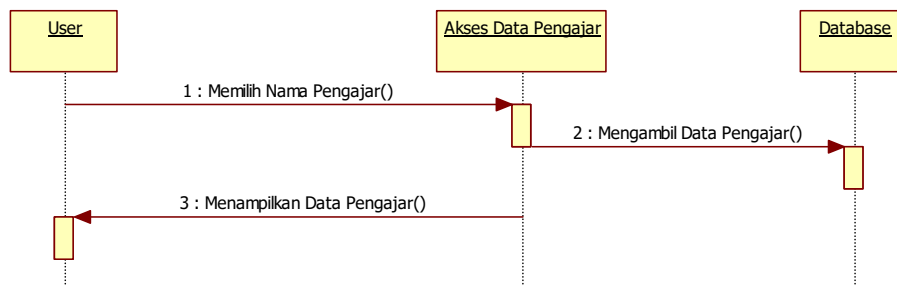 User
Akses Data Pengajar
Database
1 : Memilih Nama Pengajar()
2 : Mengambil Data Pengajar()
3 : Menampilkan Data Pengajar()